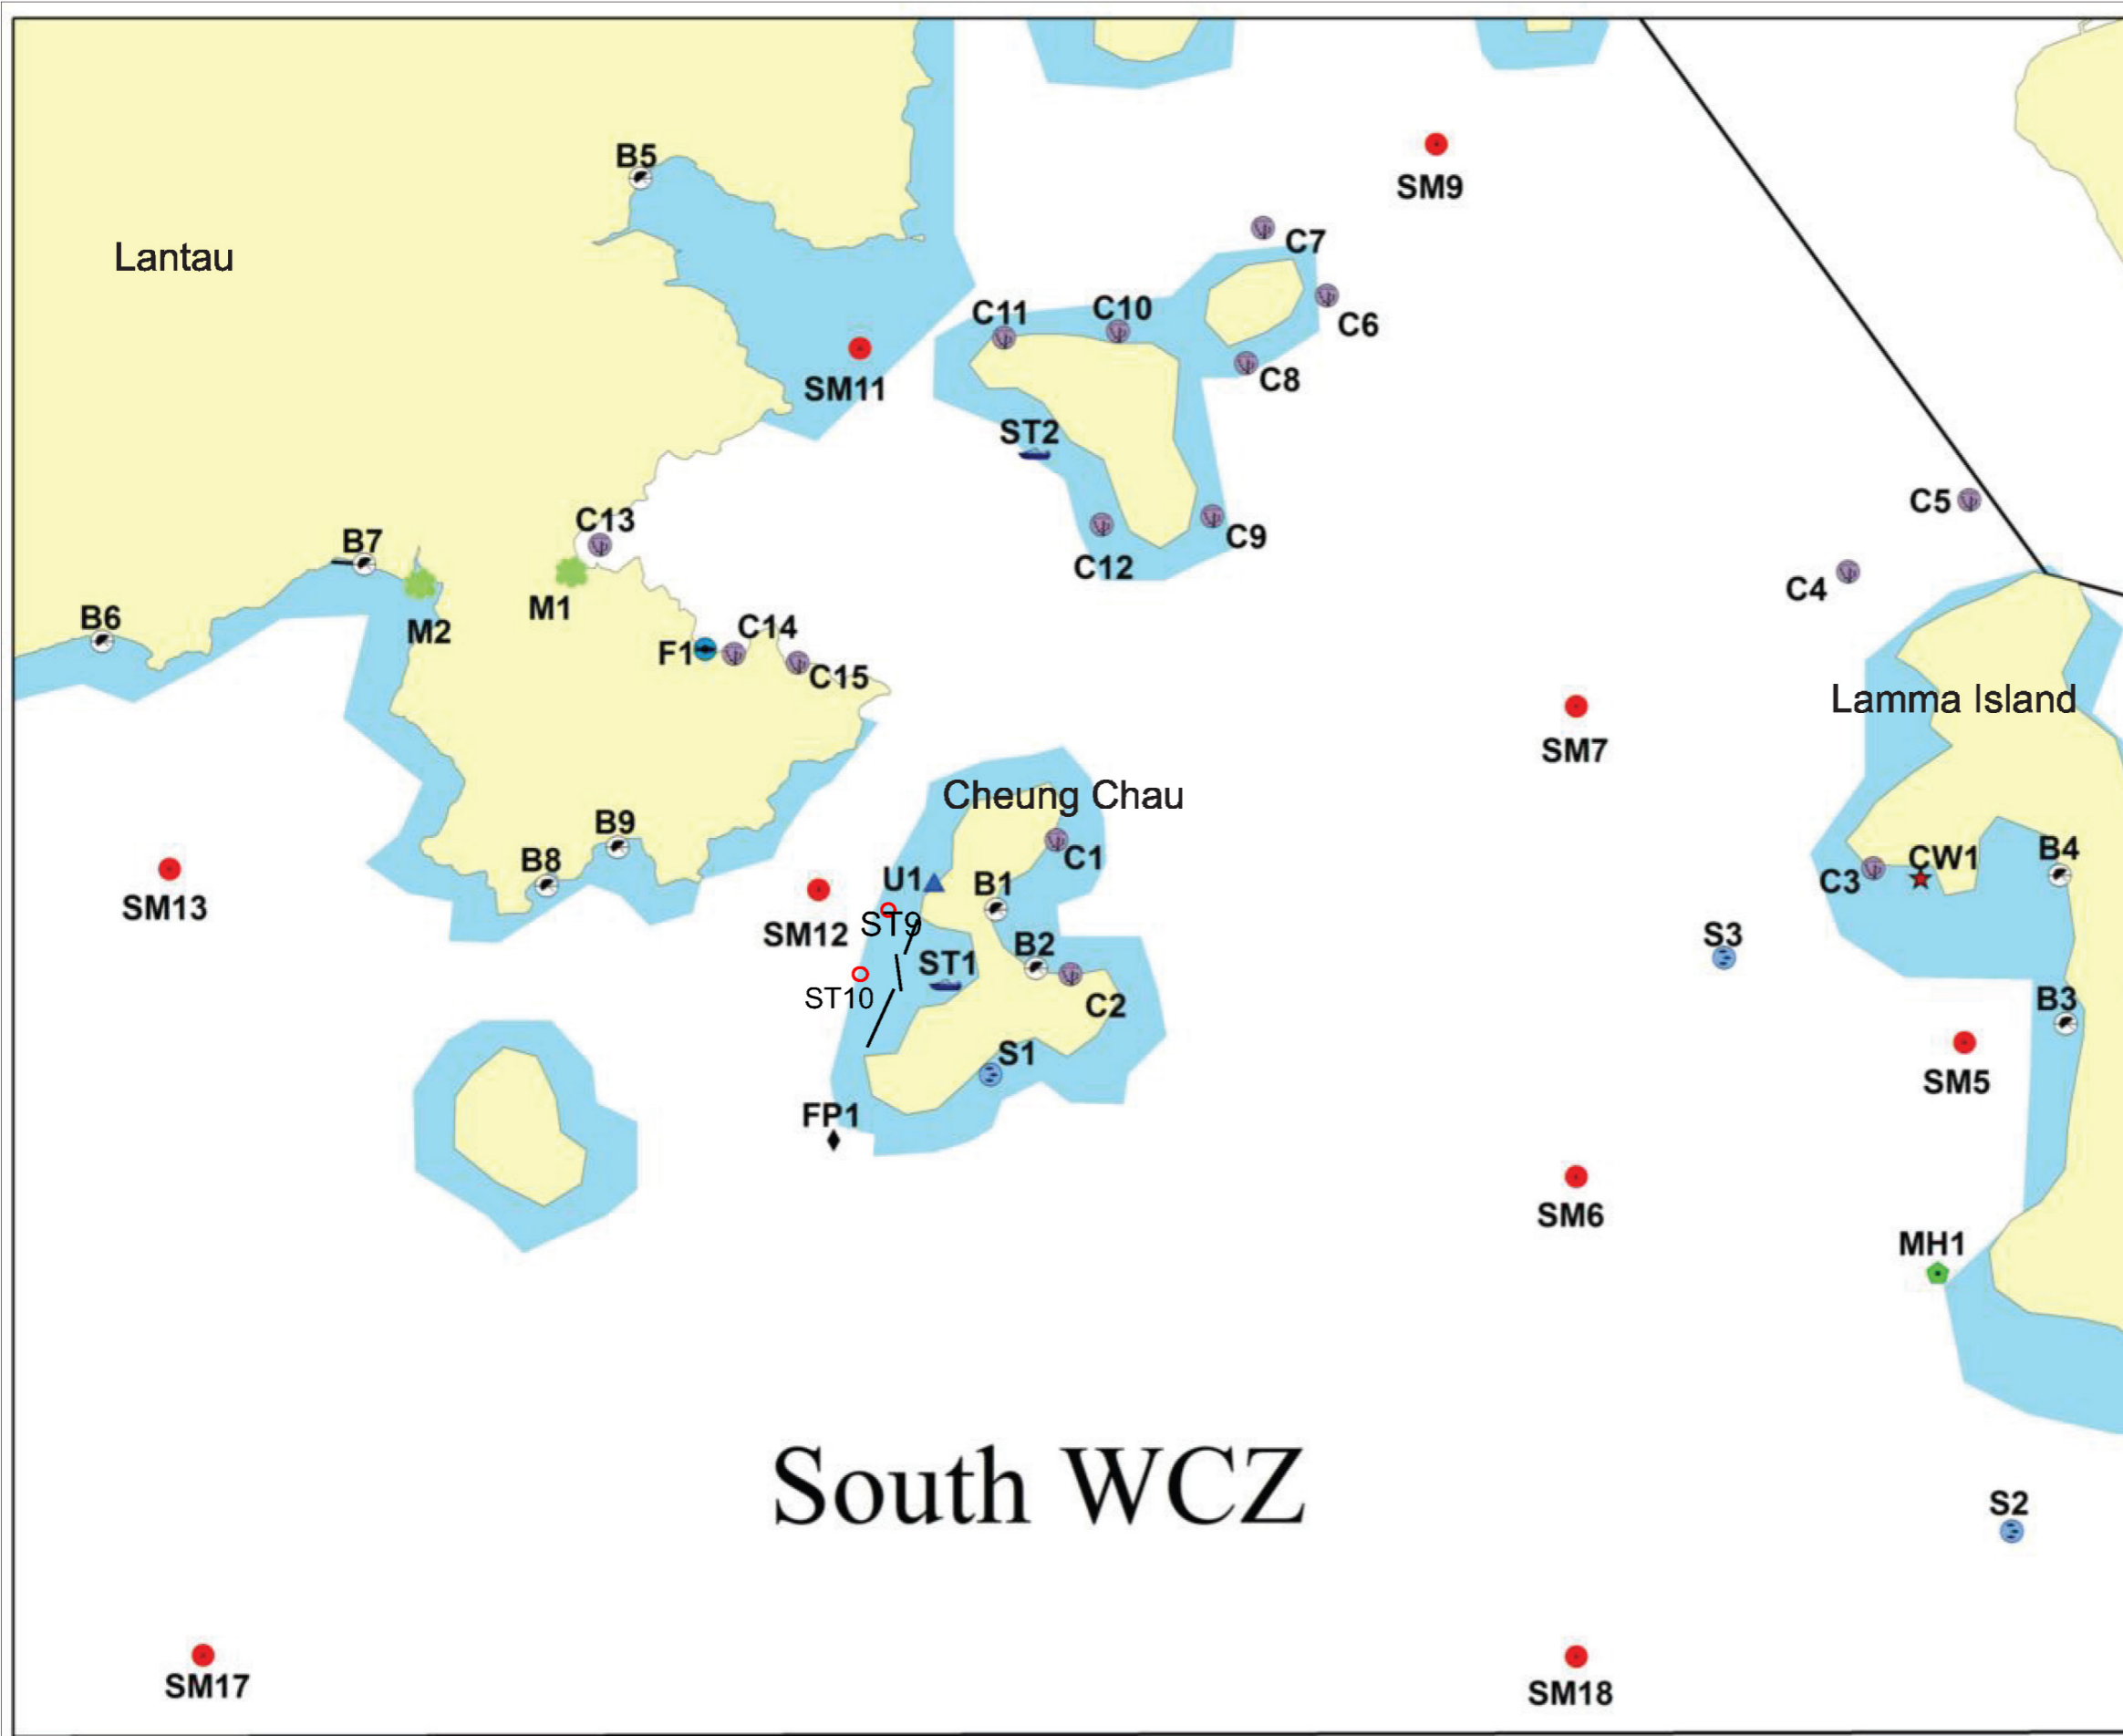 B5
SM9
Lantau
C7
C11
C10
C6
SM11
C8
ST2
C5
C13
B7
C9
C12
C4
M1
B6
M2
C14
F1
C15
Lamma Island
SM7
Cheung Chau
B9
B8
C1
CW1
B4
U1
B1
C3
SM13
ST9
SM12
S3
B2
ST1
ST10
C2
B3
S1
SM5
FP1
SM6
MH1
South WCZ
S2
SM17
SM18